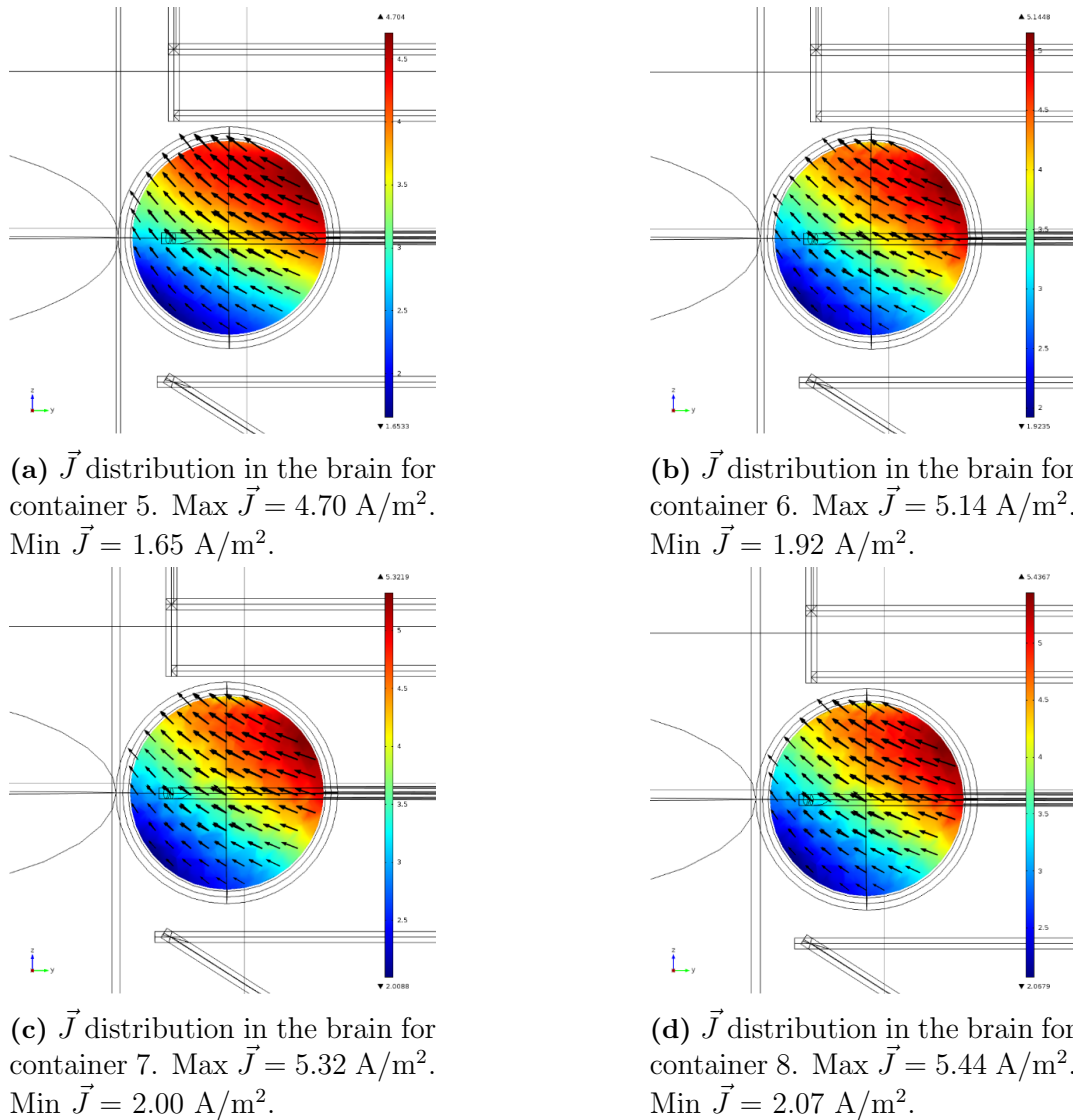 ▲ 4.704
4.5
4
3.5
3
2.5
2
▼ 1.6533
z
y
▲ 5.1448
5
4.5
4
3.5
3
2.5
2
▼ 1.9235
z
y
(a) J⃗ distribution in the brain for
container 5. Max J⃗ = 4.70 A/m².
Min J⃗ = 1.65 A/m².
(b) J⃗ distribution in the brain for
container 6. Max J⃗ = 5.14 A/m².
Min J⃗ = 1.92 A/m².
▲ 5.3219
5
4.5
4
3.5
3
2.5
▼ 2.0088
z
y
▲ 5.4367
5
4.5
4
3.5
3
2.5
▼ 2.0679
z
y
(c) J⃗ distribution in the brain for
container 7. Max J⃗ = 5.32 A/m².
Min J⃗ = 2.00 A/m².
(d) J⃗ distribution in the brain for
container 8. Max J⃗ = 5.44 A/m².
Min J⃗ = 2.07 A/m².